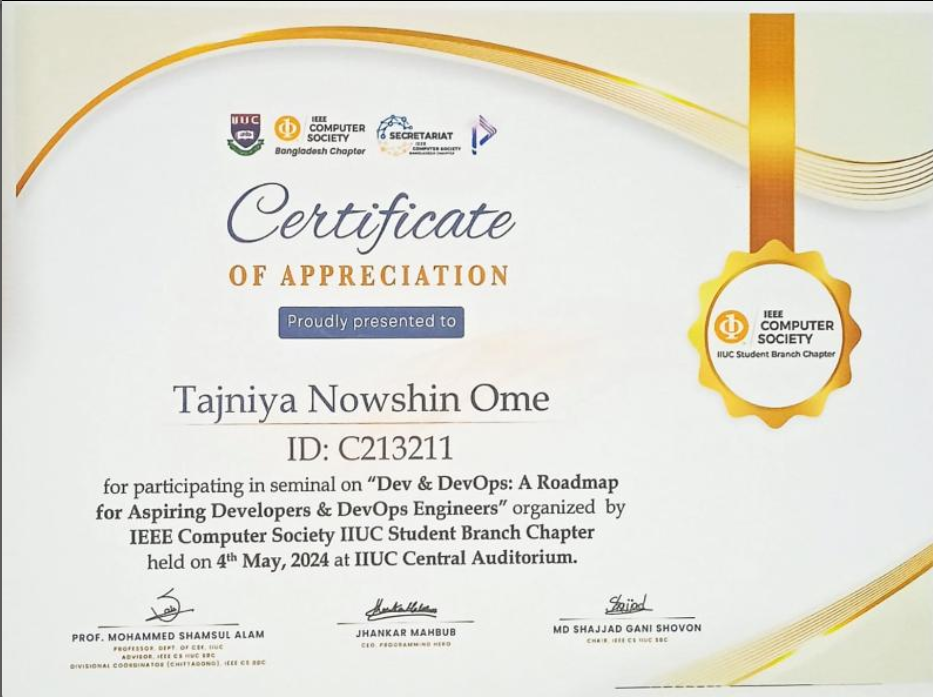 IIUC
IEEE
COMPUTER
SOCIETY
Bangladesh Chapter
SECRETARIAT
IEEE
COMPUTER SOCIETY
BANGLADESH CHAPTER
Certificate
OF APPRECIATION
Proudly presented to
IEEE
COMPUTER
SOCIETY
IIUC Student Branch Chapter
Tajniya Nowshin Ome
ID: C213211
for participating in seminal on “Dev & DevOps: A Roadmap
for Aspiring Developers & DevOps Engineers” organized by
IEEE Computer Society IIUC Student Branch Chapter
held on 4th May, 2024 at IIUC Central Auditorium.
PROF. MOHAMMED SHAMSUL ALAM
PROFESSOR, DEPT. OF CSE, IIUC
ADVISOR, IEEE CS IIUC SBC
DIVISIONAL COORDINATOR (CHITTAGONG), IEEE CS BDC
JHANKAR MAHBUB
CEO, PROGRAMMING HERO
MD SHAJJAD GANI SHOVON
CHAIR, IEEE CS IIUC SBC